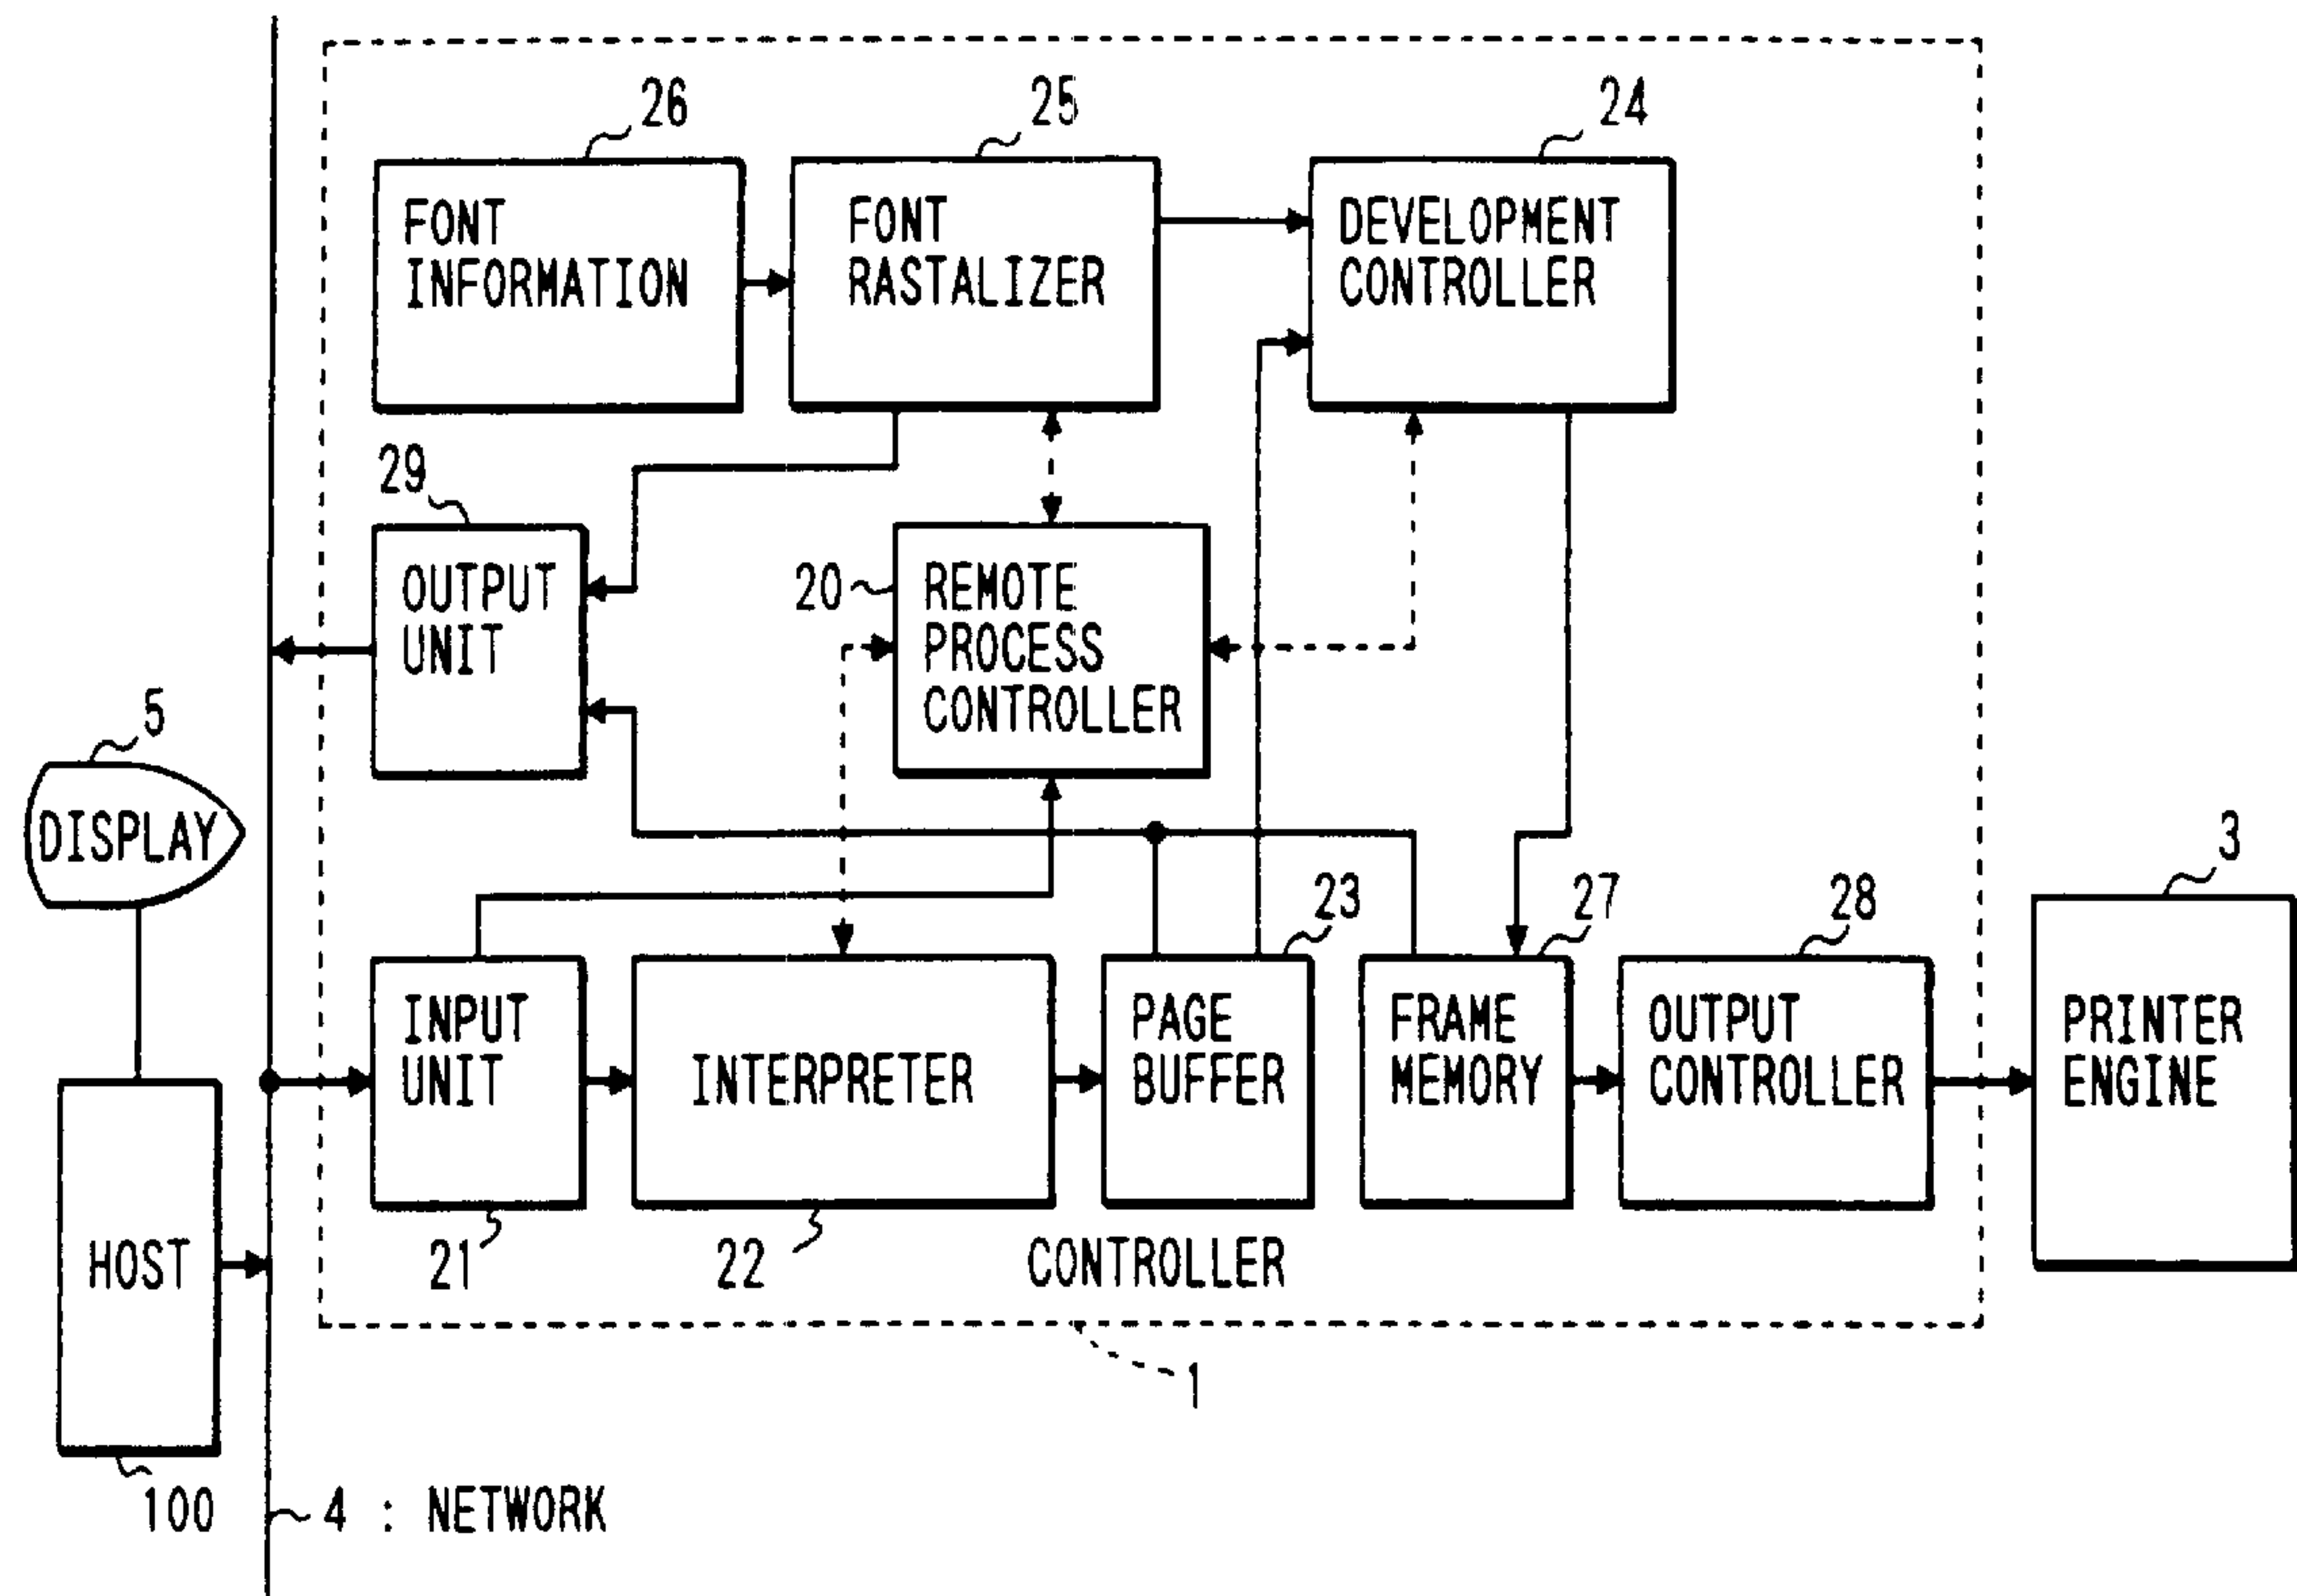 26
25
24
FONT
INFORMATION
FONT
RASTALIZER
DEVELOPMENT
CONTROLLER
29
OUTPUT
UNIT
20
REMOTE
PROCESS
CONTROLLER
5
DISPLAY
23
27
28
3
INPUT
UNIT
INTERPRETER
PAGE
BUFFER
FRAME
MEMORY
OUTPUT
CONTROLLER
PRINTER
ENGINE
HOST
21
22
CONTROLLER
1
100
4 : NETWORK